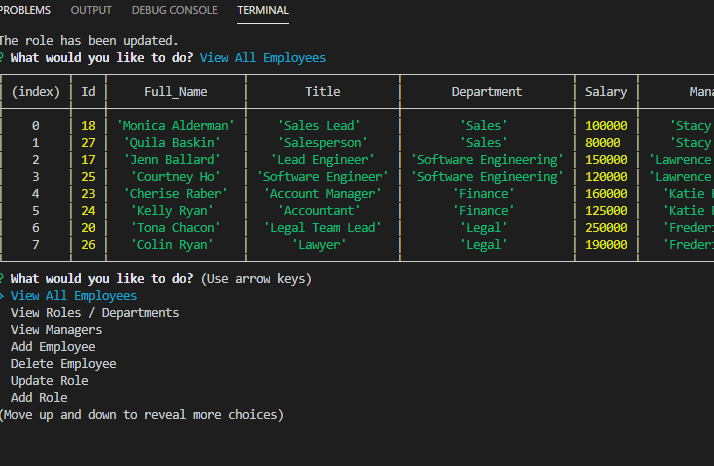 PROBLEMS OUTPUT DEBUG CONSOLE TERMINAL
The role has been updated.
? What would you like to do? View All Employees
(index) Id Full_Name Title Department Salary Mana
0 18 'Monica Alderman' 'Sales Lead' 'Sales' 100000 'Stacy
1 27 'Quila Baskin' 'Salesperson' 'Sales' 80000 'Stacy
2 17 'Jenn Ballard' 'Lead Engineer' 'Software Engineering' 150000 'Lawrence
3 25 'Courtney Ho' 'Software Engineer' 'Software Engineering' 120000 'Lawrence
4 23 'Cherise Raber' 'Account Manager' 'Finance' 160000 'Katie
5 24 'Kelly Ryan' 'Accountant' 'Finance' 125000 'Katie
6 20 'Tona Chacon' 'Legal Team Lead' 'Legal' 250000 'Frederi
7 26 'Colin Ryan' 'Lawyer' 'Legal' 190000 'Frederi
? What would you like to do? (Use arrow keys)
> View All Employees
View Roles / Departments
View Managers
Add Employee
Delete Employee
Update Role
Add Role
(Move up and down to reveal more choices)